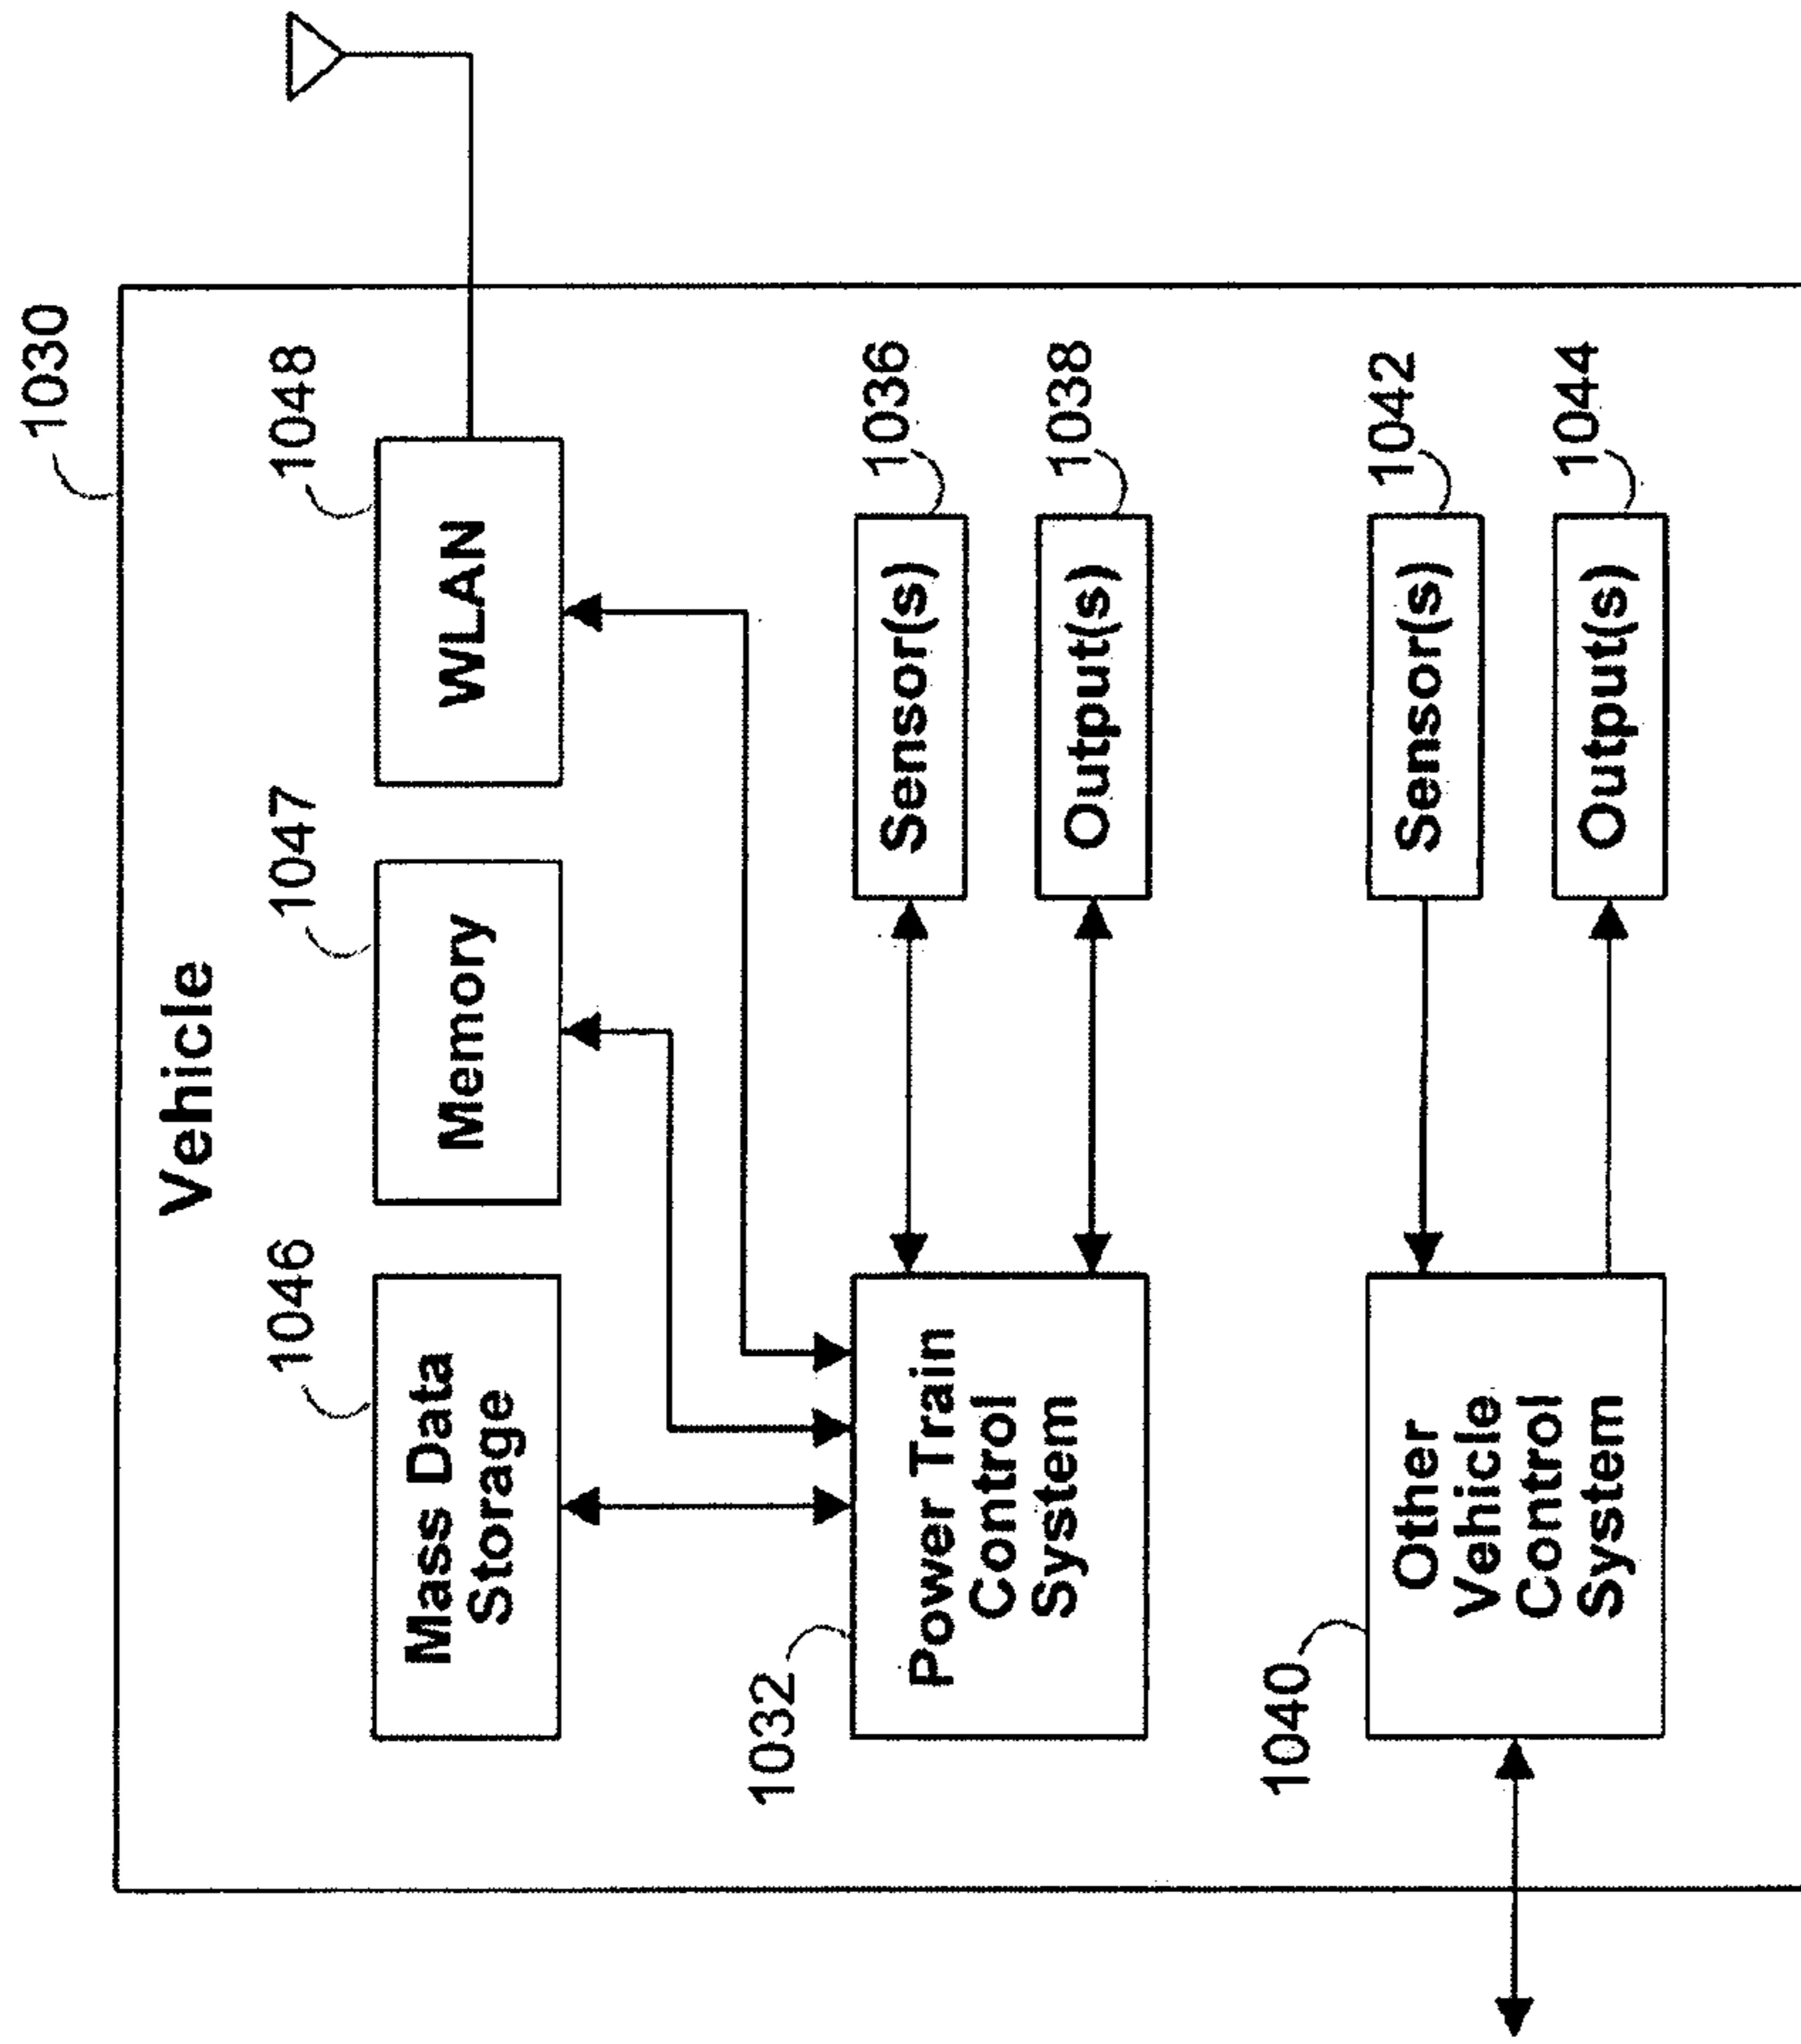 1030
Vehicle
1046
1047
1048
Mass Data
Storage
Memory
WLAN
1032
Power Train
Control
System
Sensor(s)
1036
Output(s)
1038
1040
Other
Vehicle
Control
System
Sensor(s)
1042
Output(s)
1044